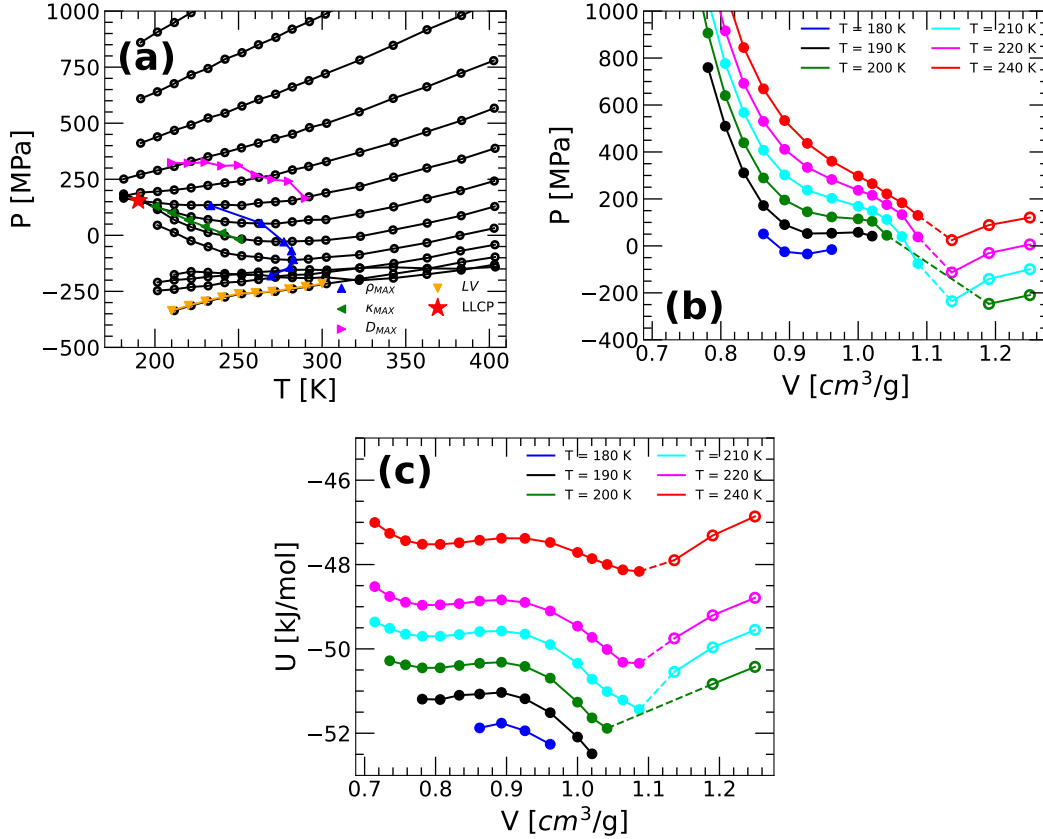 (a)
P [MPa]
1000
750
500
250
0
−250
−500
200
250
300
350
400
T [K]
ρMAX
κMAX
DMAX
LV
LLCP
(b)
P [MPa]
1000
800
600
400
200
0
−200
−400
0.7
0.8
0.9
1.0
1.1
1.2
V [cm³/g]
T = 180 K
T = 190 K
T = 200 K
T = 210 K
T = 220 K
T = 240 K
(c)
U [kJ/mol]
−46
−48
−50
−52
0.7
0.8
0.9
1.0
1.1
1.2
V [cm³/g]
T = 180 K
T = 190 K
T = 200 K
T = 210 K
T = 220 K
T = 240 K